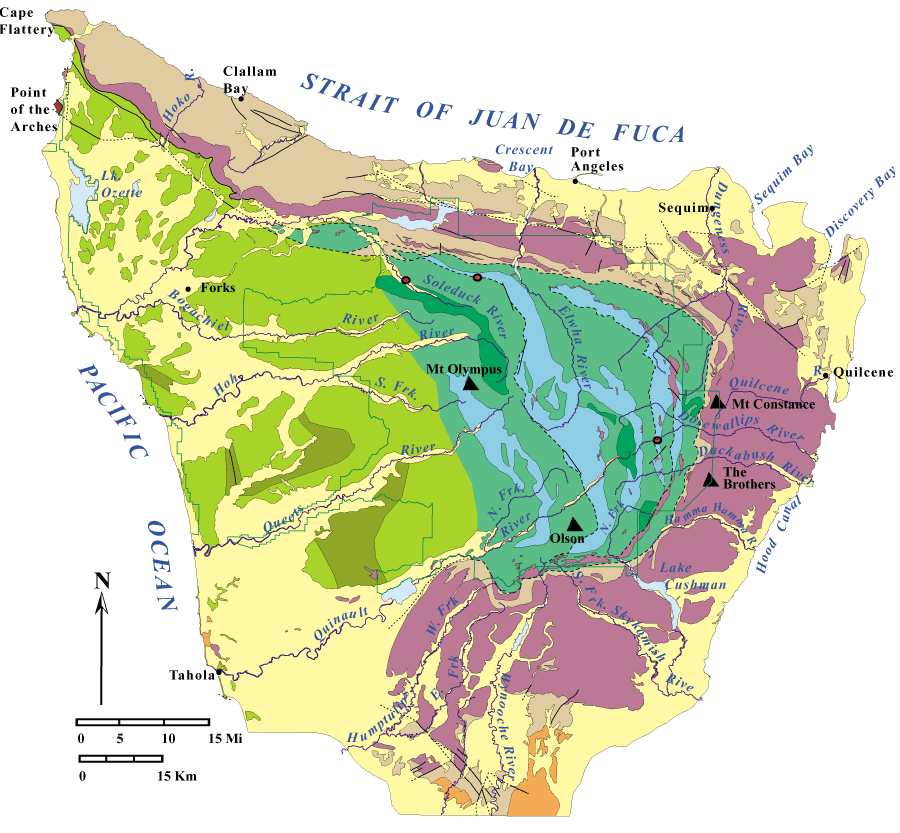 Cape
Flattery
Point
of the
Arches
Hoko R.
Clallam
Bay
STRAIT OF JUAN DE FUCA
Crescent
Bay
Port
Angeles
Sequim
Dungeness
River
Sequim Bay
Discovery Bay
Lk.
Ozette
Forks
Bogachiel
River
Soleduck
River
Elwha River
Hoh
River
S. Frk.
Mt Olympus
Quilcene
R
Quilcene
Mt Constance
Dosewallips River
Duckabush River
The
Brothers
PACIFIC
OCEAN
Queets
River
N. Frk.
River
N. Frk
Olson
Hamma Hamma R.
Hood Canal
Lake
Cushman
S. Frk. Skykomish
Rive
N
Quinault
Tahola
W. Frk
E. Frk
Humptulips
Wynooche River
0 5 10 15 Mi
0 15 Km